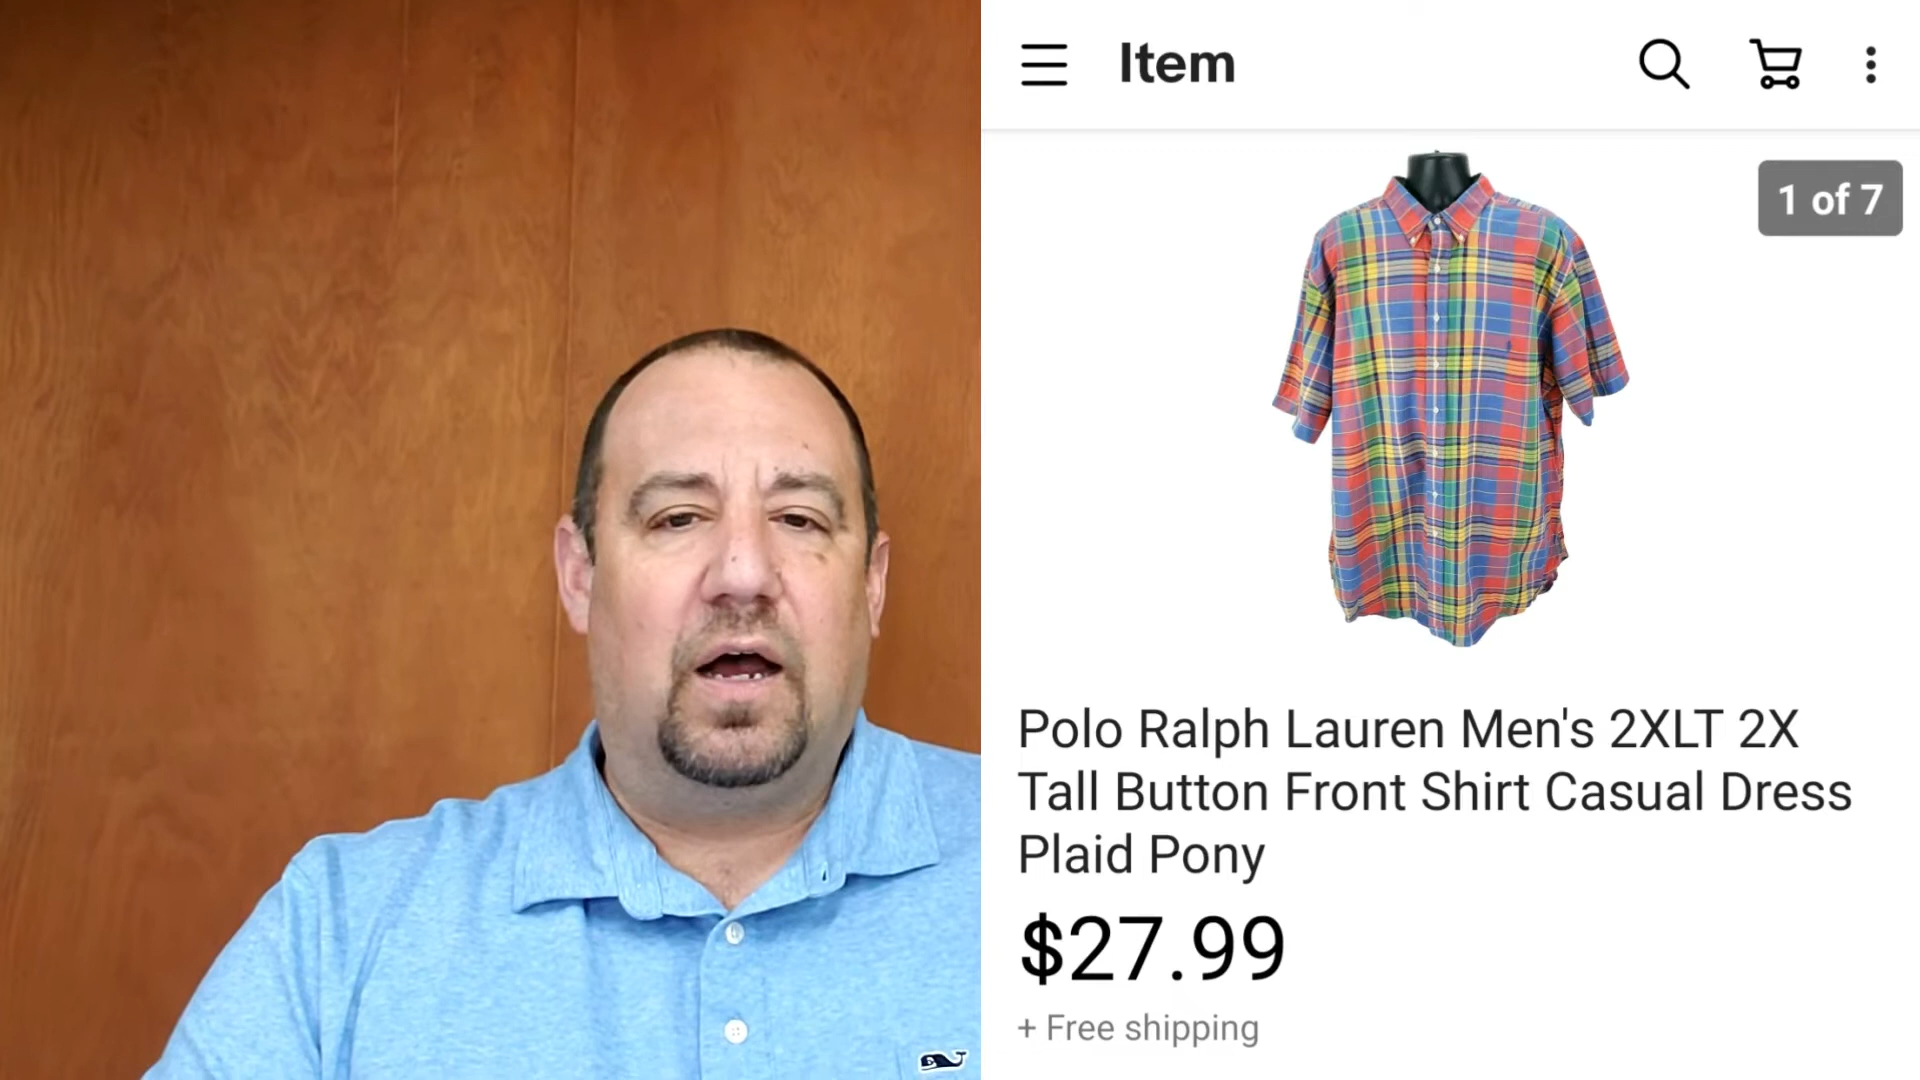 Item
1 of 7
Polo Ralph Lauren Men's 2XLT 2X
Tall Button Front Shirt Casual Dress
Plaid Pony
$27.99
+ Free shipping